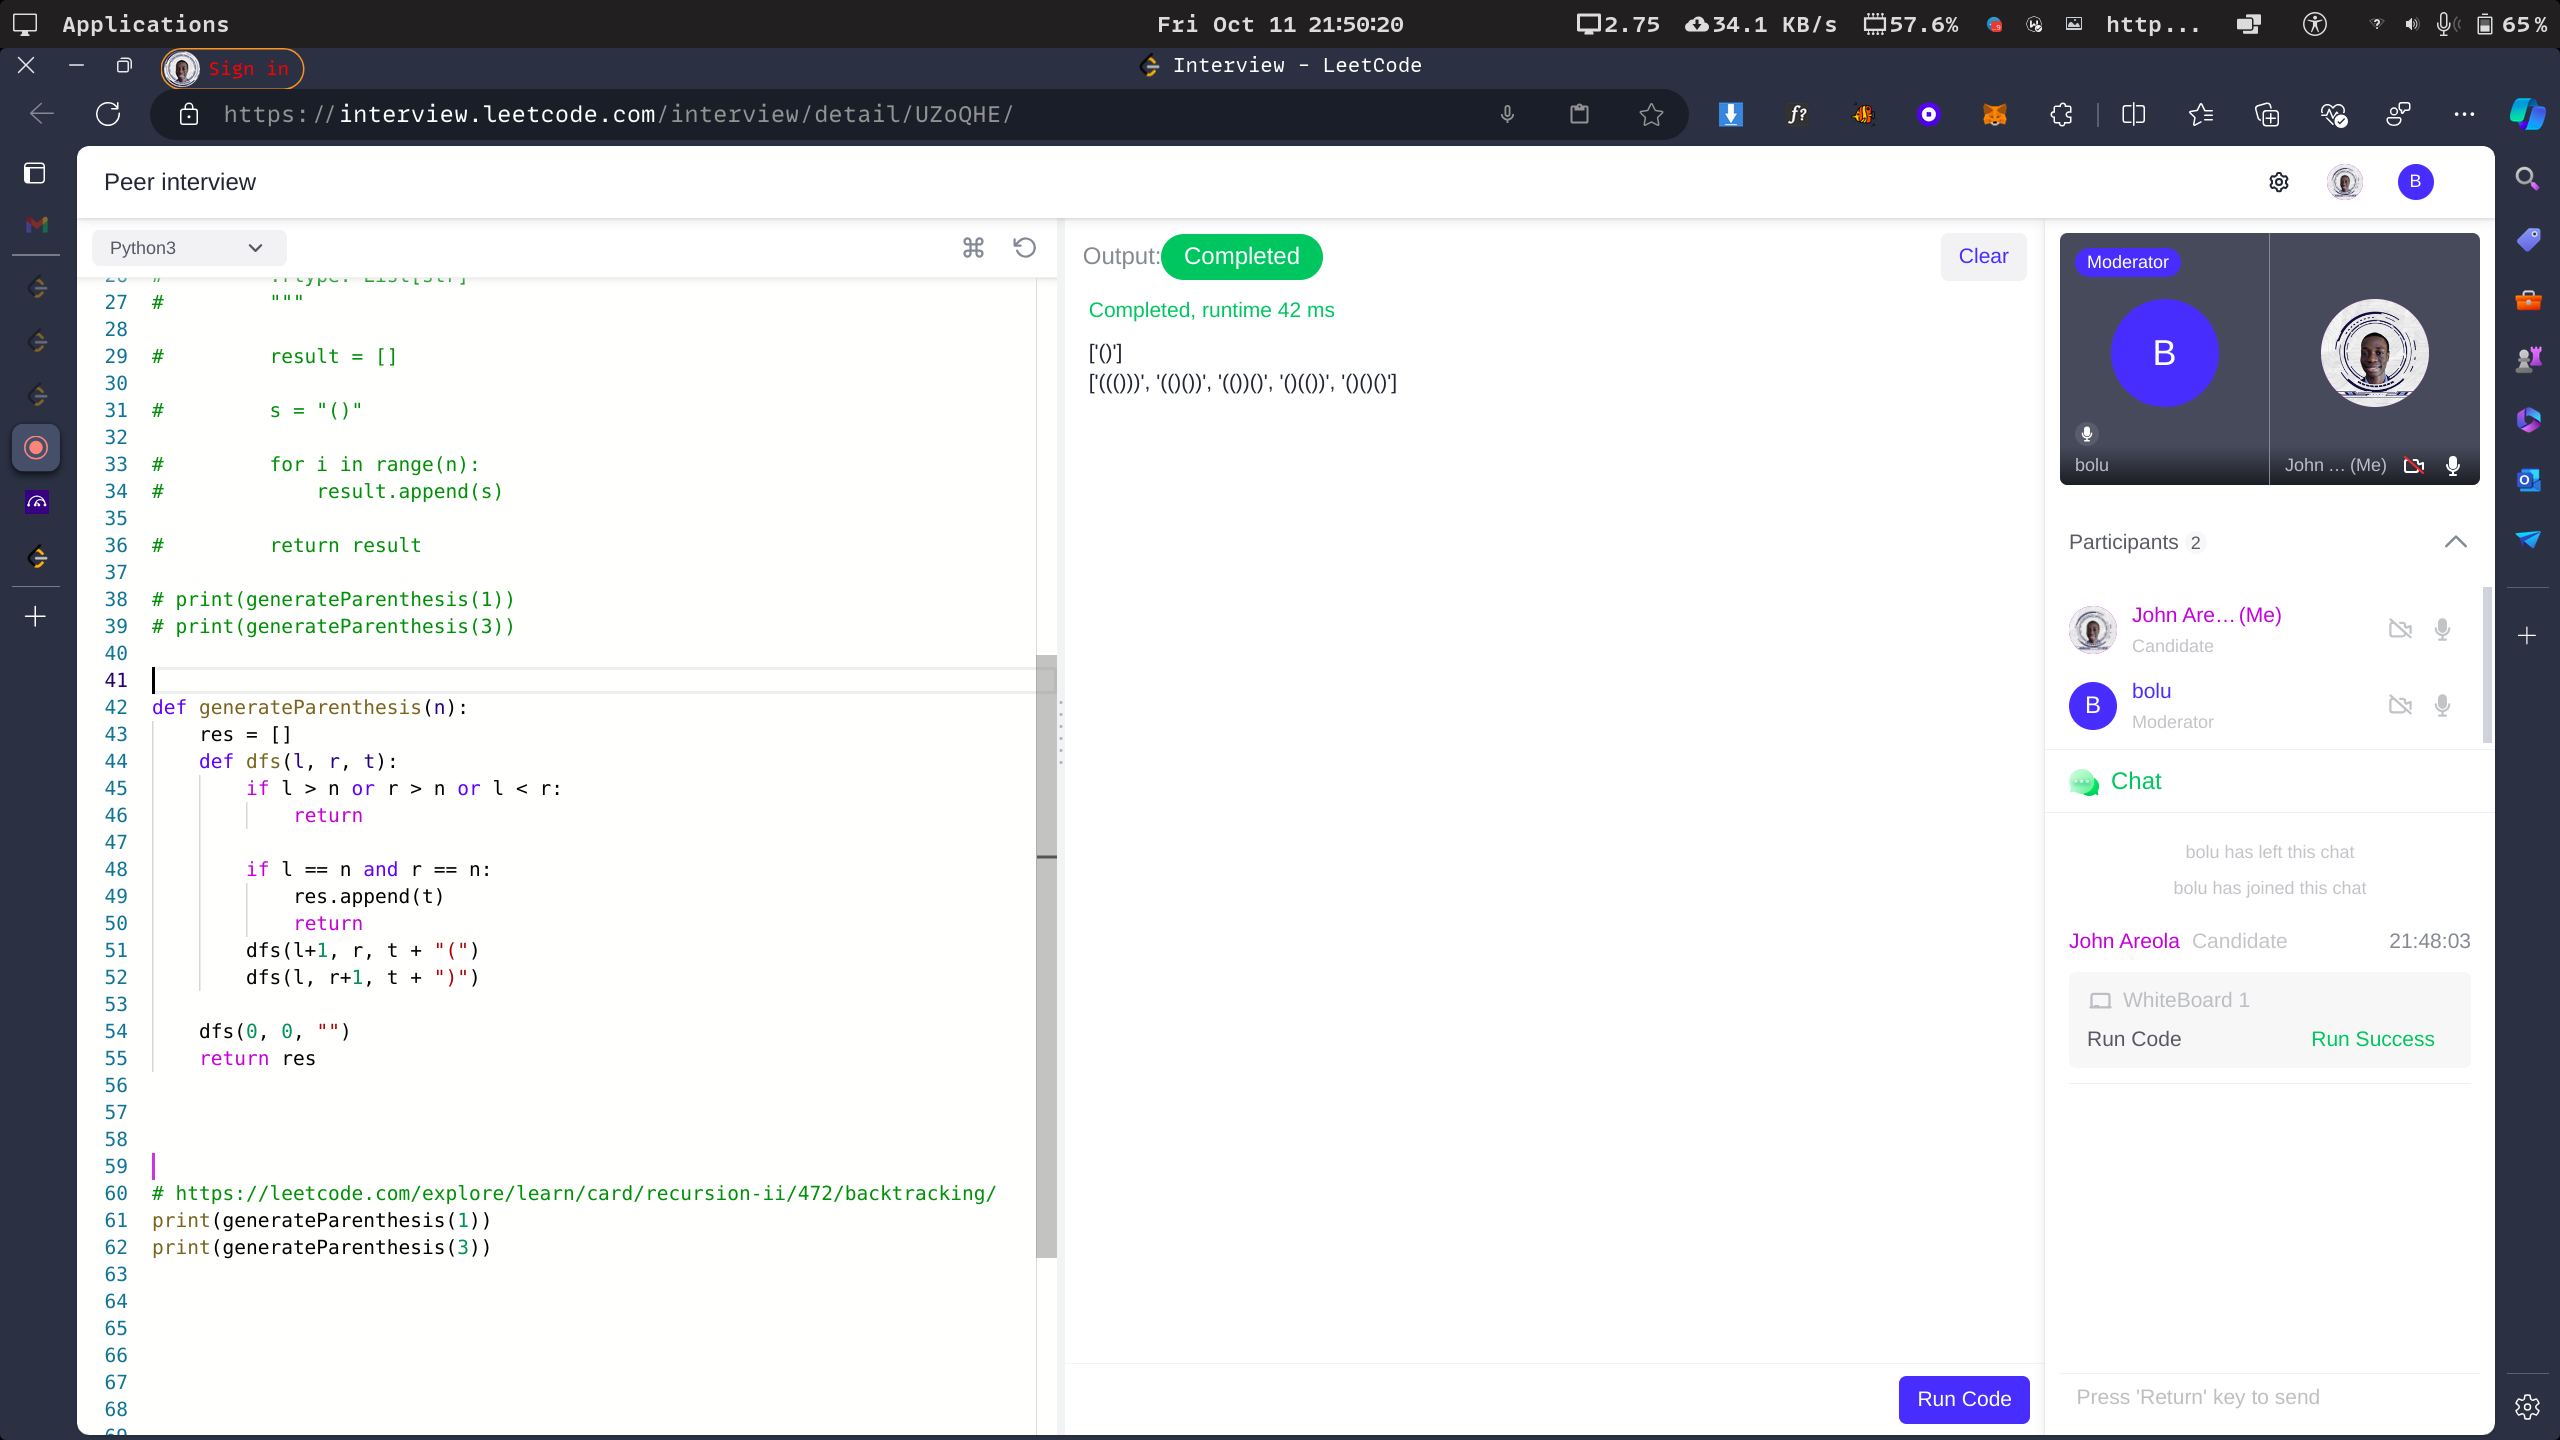 Applications
Fri Oct 11 21:50:20
2.75
34.1 KB/s
57.6%
http...
65%
Sign in
Interview - LeetCode
https://interview.leetcode.com/interview/detail/UZoQHE/
Peer interview
B
Python3
26 # :rtype: List[str]
27 # """
28
29 # result = []
30
31 # s = "()"
32
33 # for i in range(n):
34 # result.append(s)
35
36 # return result
37
38 # print(generateParenthesis(1))
39 # print(generateParenthesis(3))
40
41
42 def generateParenthesis(n):
43 res = []
44 def dfs(l, r, t):
45 if l > n or r > n or l < r:
46 return
47
48 if l == n and r == n:
49 res.append(t)
50 return
51 dfs(l+1, r, t + "(")
52 dfs(l, r+1, t + ")")
53
54 dfs(0, 0, "")
55 return res
56
57
58
59
60 # https://leetcode.com/explore/learn/card/recursion-ii/472/backtracking/
61 print(generateParenthesis(1))
62 print(generateParenthesis(3))
63
64
65
66
67
68
69
Output: Completed
Clear
Completed, runtime 42 ms
['()']
['((()))', '(()())', '(())()', '()(())', '()()()']
Run Code
Moderator
B
bolu
John ... (Me)
Participants 2
John Are... (Me)
Candidate
B
bolu
Moderator
Chat
bolu has left this chat
bolu has joined this chat
John Areola Candidate 21:48:03
WhiteBoard 1
Run Code Run Success
Press 'Return' key to send